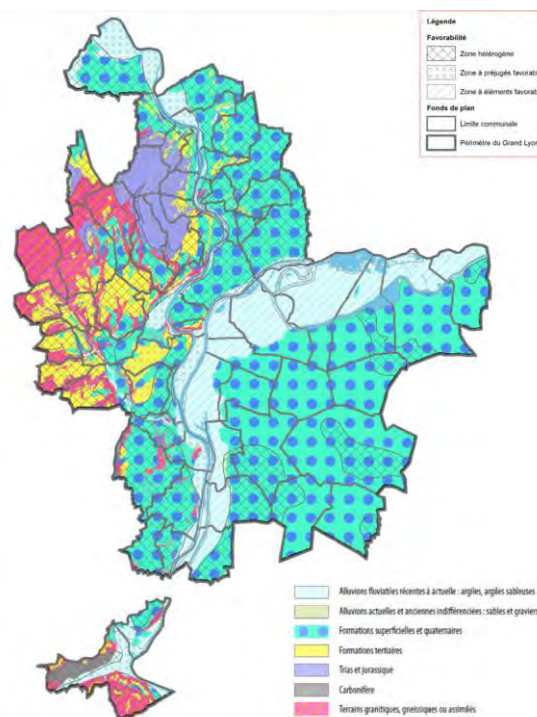 Légende
Favorabilité
Zone hétérogène
Zone à préjugés favorab
Zone à éléments favorab
Fonds de plan
Limite communale
Périmètre du Grand Lyon
Alluvions fluviatiles récentes à actuelle : argiles, argiles sableuses
Alluvions actuelles et anciennes indifférenciées : sables et graviers
Formations superficielles et quaternaires
Formations tertiaires
Trias et jurassique
Carbonifère
Terrains granitiques, gneissiques ou assimilés